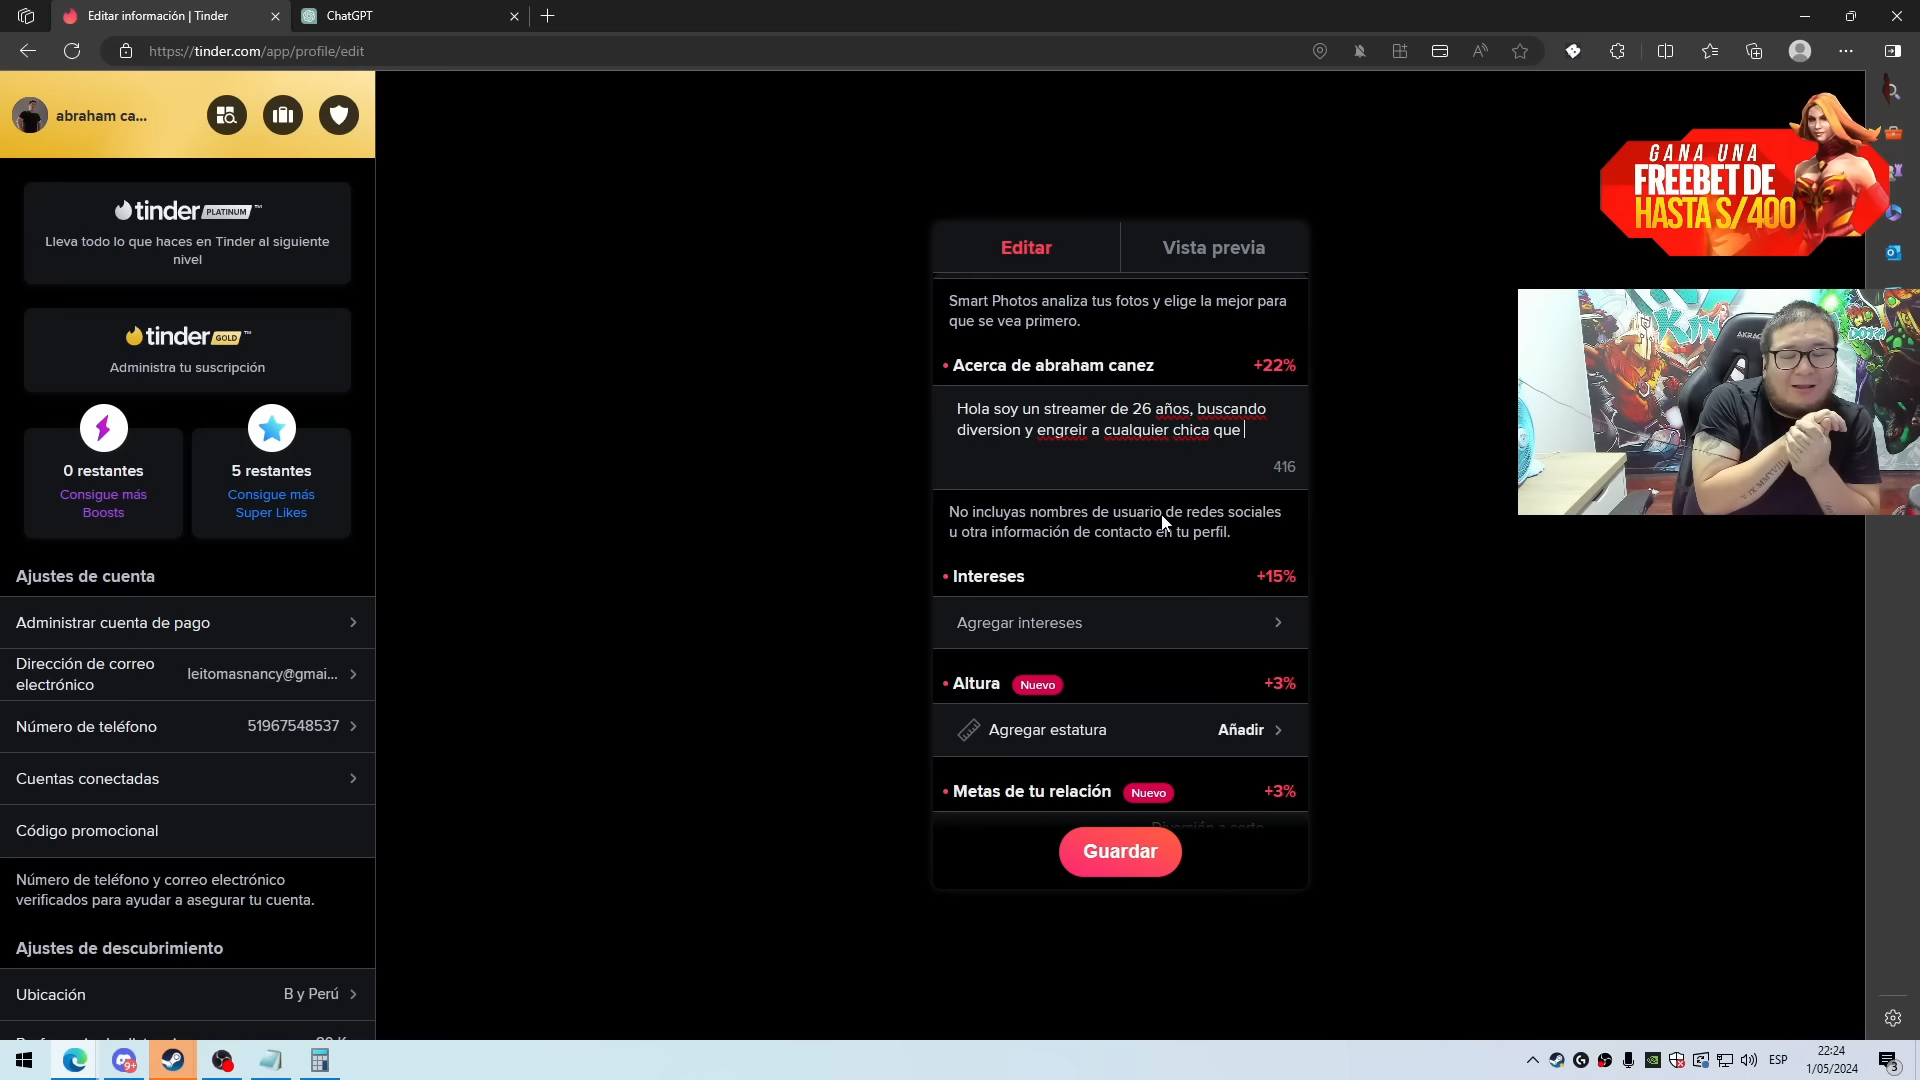 Editar información | Tinder
ChatGPT
https://tinder.com/app/profile/edit
abraham ca...
tinder PLATINUM ™
Lleva todo lo que haces en Tinder al siguiente
nivel
tinder GOLD ™
Administra tu suscripción
0 restantes
Consigue más
Boosts
5 restantes
Consigue más
Super Likes
Ajustes de cuenta
Administrar cuenta de pago
Dirección de correo
electrónico
leitomasnancy@gmai...
Número de teléfono
51967548537
Cuentas conectadas
Código promocional
Número de teléfono y correo electrónico
verificados para ayudar a asegurar tu cuenta.
Ajustes de descubrimiento
Ubicación
B y Perú
Editar
Vista previa
Smart Photos analiza tus fotos y elige la mejor para
que se vea primero.
• Acerca de abraham canez
+22%
Hola soy un streamer de 26 años, buscando
diversion y engreir a cualquier chica que
416
No incluyas nombres de usuario de redes sociales
u otra información de contacto en tu perfil.
• Intereses
+15%
Agregar intereses
• Altura
Nuevo
+3%
Agregar estatura
Añadir
• Metas de tu relación
Nuevo
+3%
Diversión a corto
Guardar
GANA UNA
FREEBET DE
HASTA S/400
AKRAC
9+
ESP
22:24
1/05/2024
3